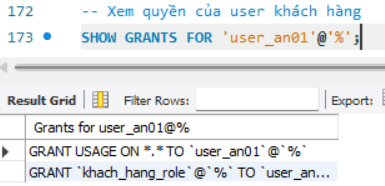 172 -- Xem quyền của user khách hàng
173 SHOW GRANTS FOR 'user_an01'@'%';
Result Grid Filter Rows: Export:
Grants for user_an01@%
GRANT USAGE ON *.* TO `user_an01`@`%`
GRANT `khach_hang_role`@`%` TO `user_an...